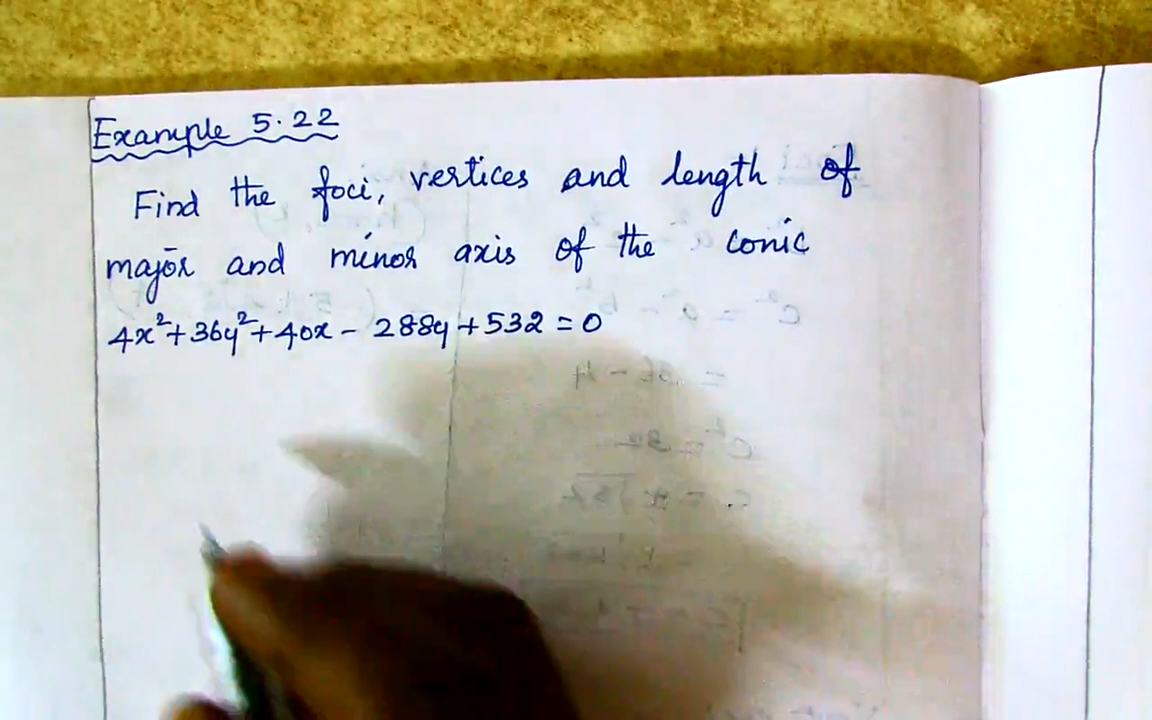 Example 5.22
Find the foci, vertices and length of
major and minor axis of the conic
4x²+36y²+40x - 288y+532 = 0